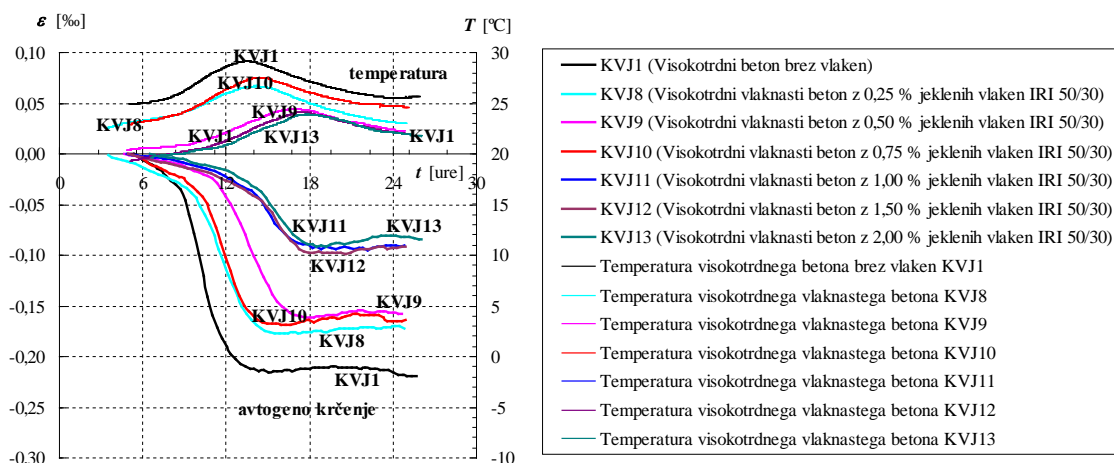 ε [‰]
T [ºC]
0,10
0,05
0,00
-0,05
-0,10
-0,15
-0,20
-0,25
-0,30
30
25
20
15
10
5
0
-5
-10
0
6
12
18
24
30
t [ure]
temperatura
KVJ1
KVJ10
KVJ8
KVJ9
KVJ1
KVJ13
KVJ1
KVJ11
KVJ13
KVJ12
KVJ9
KVJ10
KVJ8
KVJ1
avtogeno krčenje
KVJ1 (Visokotrdni beton brez vlaken)
KVJ8 (Visokotrdni vlaknasti beton z 0,25 % jeklenih vlaken IRI 50/30)
KVJ9 (Visokotrdni vlaknasti beton z 0,50 % jeklenih vlaken IRI 50/30)
KVJ10 (Visokotrdni vlaknasti beton z 0,75 % jeklenih vlaken IRI 50/30)
KVJ11 (Visokotrdni vlaknasti beton z 1,00 % jeklenih vlaken IRI 50/30)
KVJ12 (Visokotrdni vlaknasti beton z 1,50 % jeklenih vlaken IRI 50/30)
KVJ13 (Visokotrdni vlaknasti beton z 2,00 % jeklenih vlaken IRI 50/30)
Temperatura visokotrdnega betona brez vlaken KVJ1
Temperatura visokotrdnega vlaknastega betona KVJ8
Temperatura visokotrdnega vlaknastega betona KVJ9
Temperatura visokotrdnega vlaknastega betona KVJ10
Temperatura visokotrdnega vlaknastega betona KVJ11
Temperatura visokotrdnega vlaknastega betona KVJ12
Temperatura visokotrdnega vlaknastega betona KVJ13